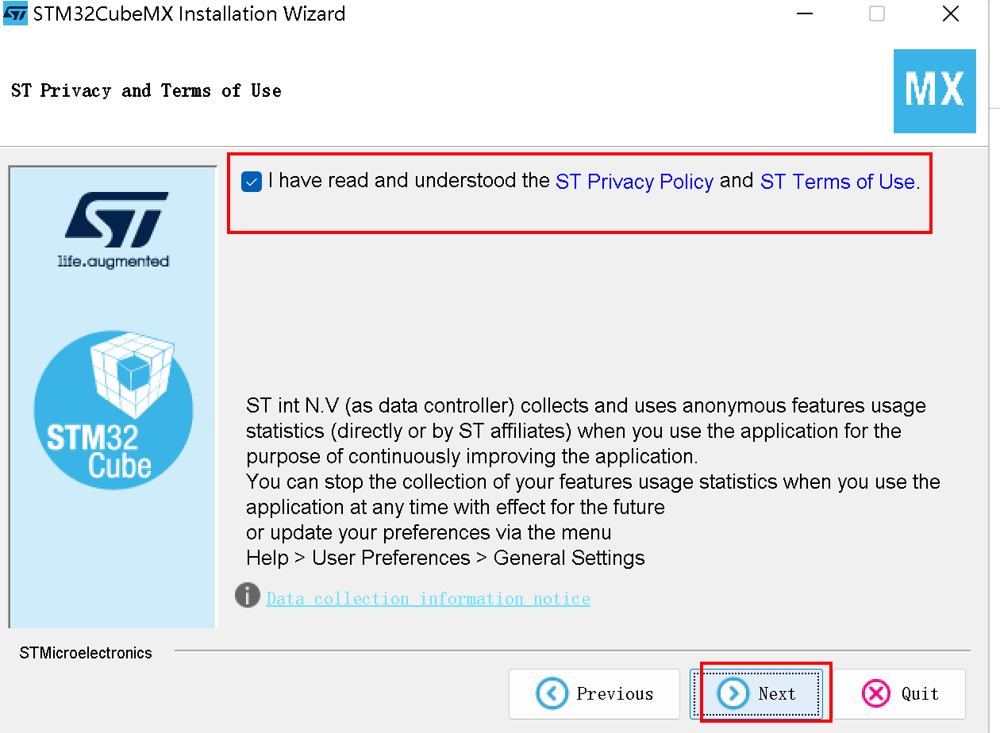 STM32CubeMX Installation Wizard
ST Privacy and Terms of Use
MX
I have read and understood the ST Privacy Policy and ST Terms of Use.
ST
life.augmented
STM32
Cube
ST int N.V (as data controller) collects and uses anonymous features usage
statistics (directly or by ST affiliates) when you use the application for the
purpose of continuously improving the application.
You can stop the collection of your features usage statistics when you use the
application at any time with effect for the future
or update your preferences via the menu
Help > User Preferences > General Settings
Data collection information notice
STMicroelectronics
Previous
Next
Quit